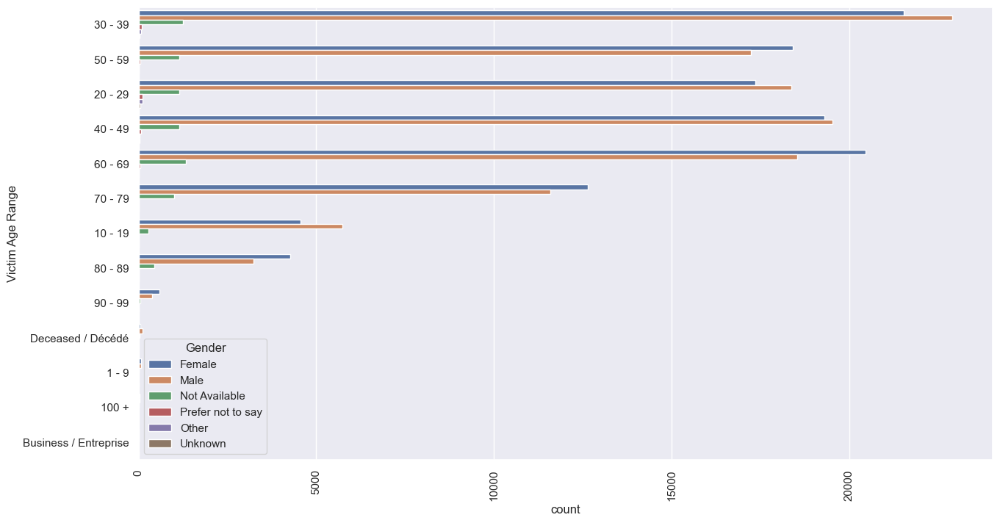 Victim Age Range
30 - 39
50 - 59
20 - 29
40 - 49
60 - 69
70 - 79
10 - 19
80 - 89
90 - 99
Deceased / Décédé
1 - 9
100 +
Business / Entreprise
Gender
Female
Male
Not Available
Prefer not to say
Other
Unknown
0
5000
10000
15000
20000
count